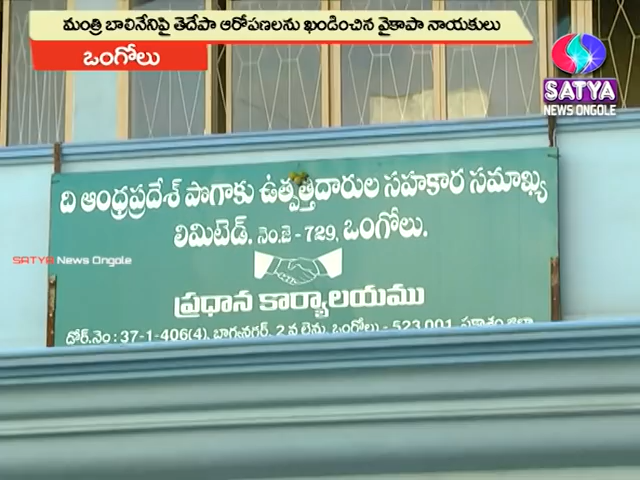 మంత్రి బాలినేనిపై తెదేపా ఆరోపణలను ఖండించిన వైకాపా నాయకులు
ఒంగోలు
SATYA
NEWS ONGOLE
ది ఆంధ్రప్రదేశ్ పొగాకు ఉత్పత్తిదారుల సహకార సమాఖ్య
లిమిటెడ్. నెం.జె - 729, ఒంగోలు.
SATYA News Ongole
ప్రధాన కార్యాలయము
డోర్.నెం : 37-1-406(4), భాగ్యనగర్, 2 వ లైను, ఒంగోలు - 523 001, ప్రకాశం జిల్లా